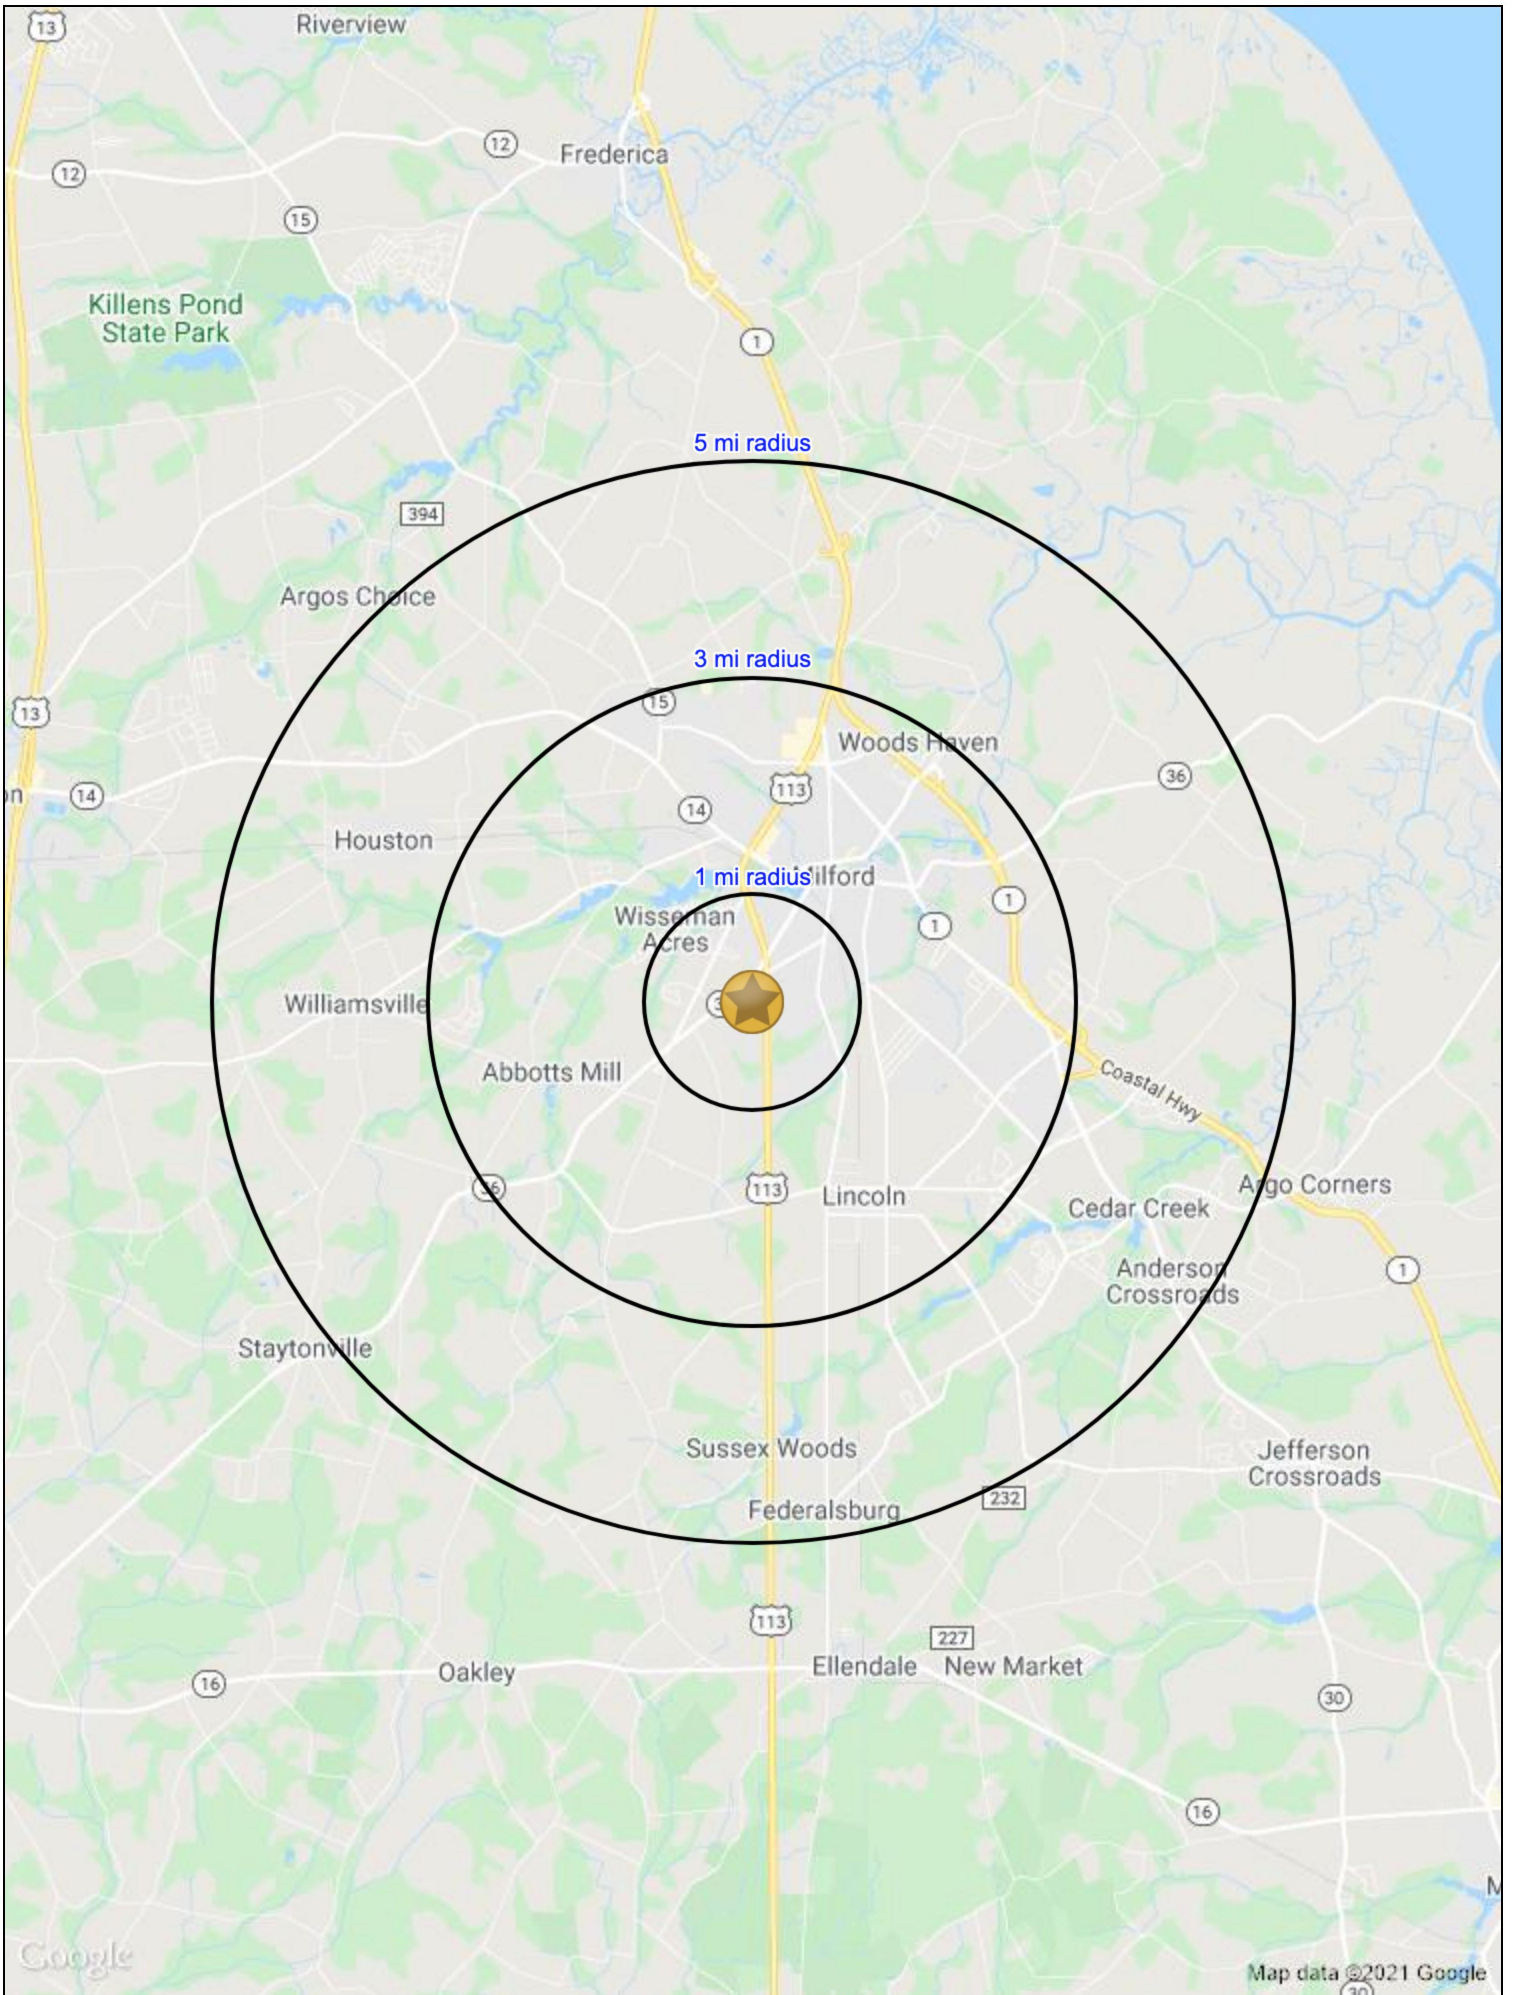 13
Riverview
12
12
Frederica
15
Killens Pond
State Park
1
5 mi radius
394
Argos Choice
3 mi radius
15
13
Woods Haven
36
113
14
14
Houston
1 mi radius
Milford
1
Wisseman
Acres
1
Williamsville
Abbotts Mill
Coastal Hwy
36
113
Lincoln
Argo Corners
Cedar Creek
Anderson
Crossroads
1
Staytonville
Sussex Woods
Jefferson
Crossroads
232
Federalsburg
113
227
Oakley
Ellendale
New Market
16
30
16
Google
Map data ©2021 Google
30